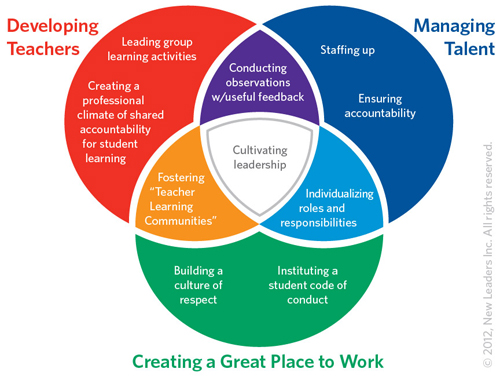 Developing
Teachers
Managing
Talent
Leading group
learning activities
Creating a
professional
climate of shared
accountability
for student
learning
Conducting
observations
w/useful feedback
Staffing up
Ensuring
accountability
Cultivating
leadership
Fostering
“Teacher
Learning
Communities”
Individualizing
roles and
responsibilities
Building a
culture of
respect
Instituting a
student code of
conduct
Creating a Great Place to Work
© 2012, New Leaders Inc. All rights reserved.